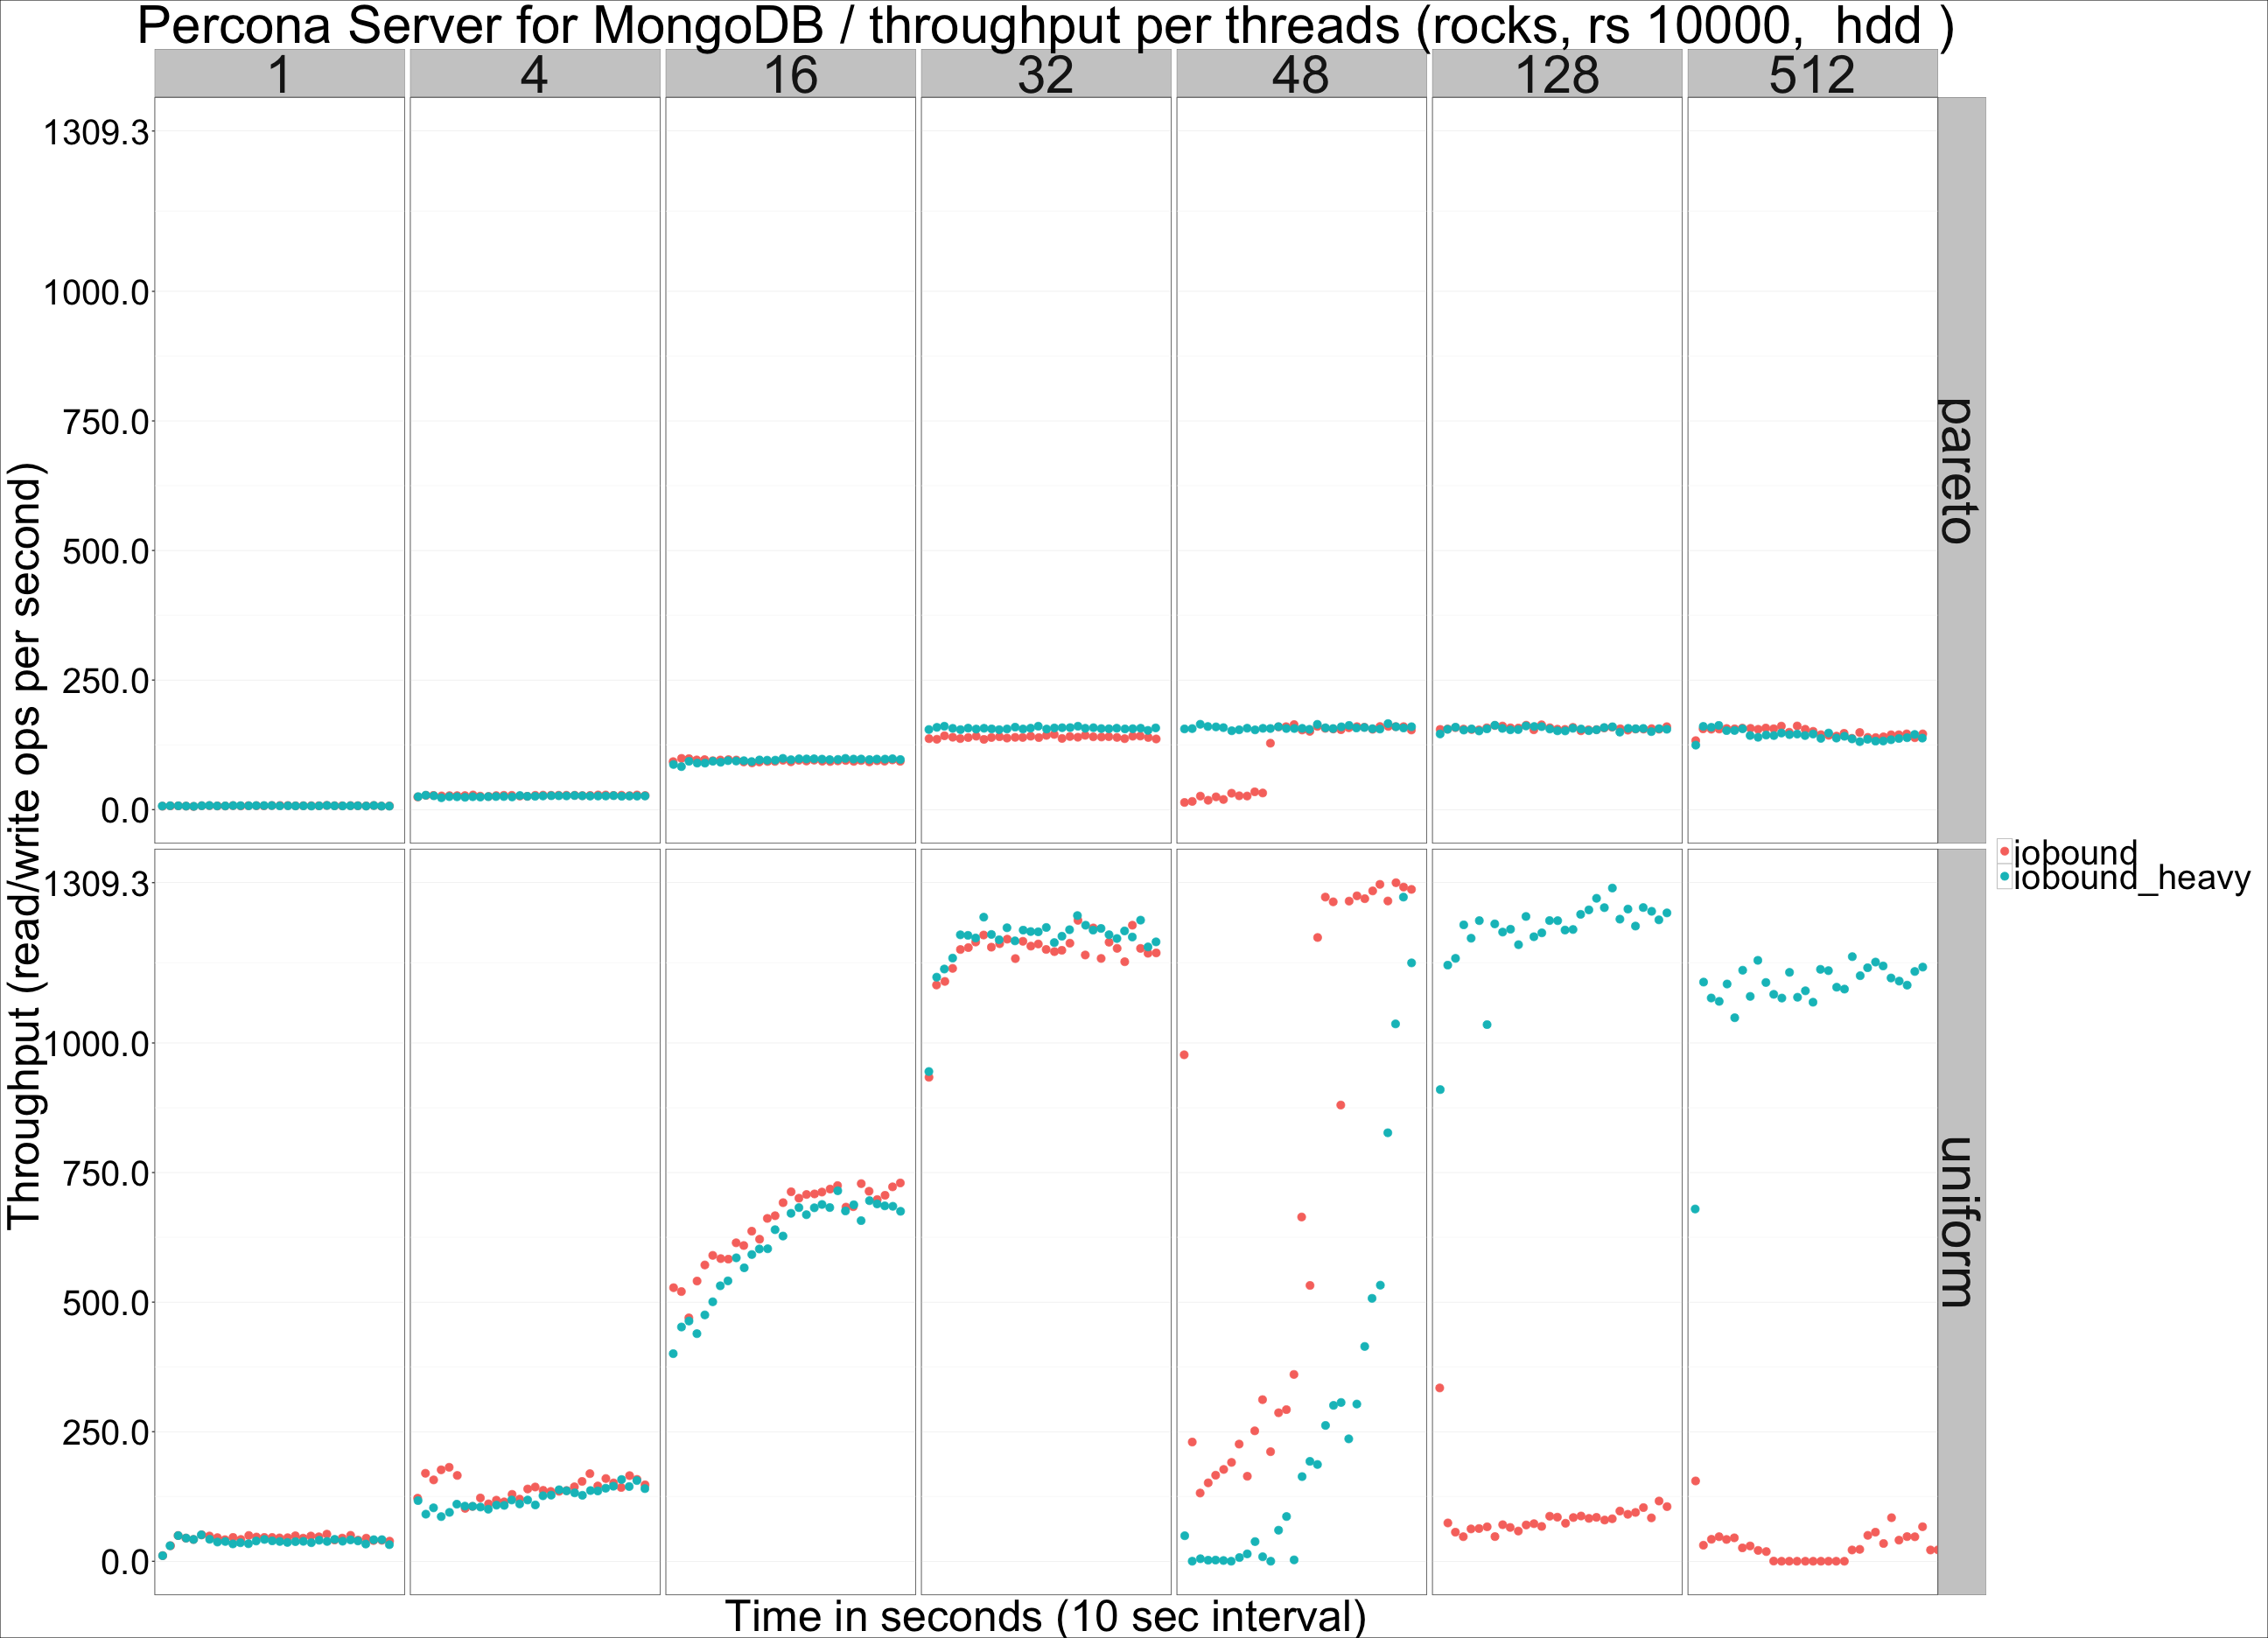 Percona Server for MongoDB / throughput per threads (rocks, rs 10000,  hdd )
1 4 16 32 48 128 512
1309.3
1000.0
750.0
500.0
250.0
0.0
pareto
Throughput (read/write ops per second)
iobound
iobound_heavy
1309.3
1000.0
750.0
500.0
250.0
0.0
uniform
Time in seconds (10 sec interval)